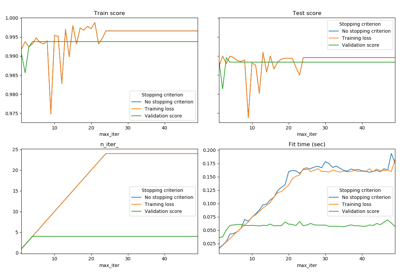 Train score
Test score
1.000
0.995
0.990
0.985
0.980
0.975
Stopping criterion
No stopping criterion
Training loss
Validation score
10 20 30 40
max_iter
Stopping criterion
No stopping criterion
Training loss
Validation score
10 20 30 40
max_iter
n_iter_
Fit time (sec)
25
20
15
10
5
0
Stopping criterion
No stopping criterion
Training loss
Validation score
10 20 30 40
max_iter
0.200
0.175
0.150
0.125
0.100
0.075
0.050
0.025
Stopping criterion
No stopping criterion
Training loss
Validation score
10 20 30 40
max_iter